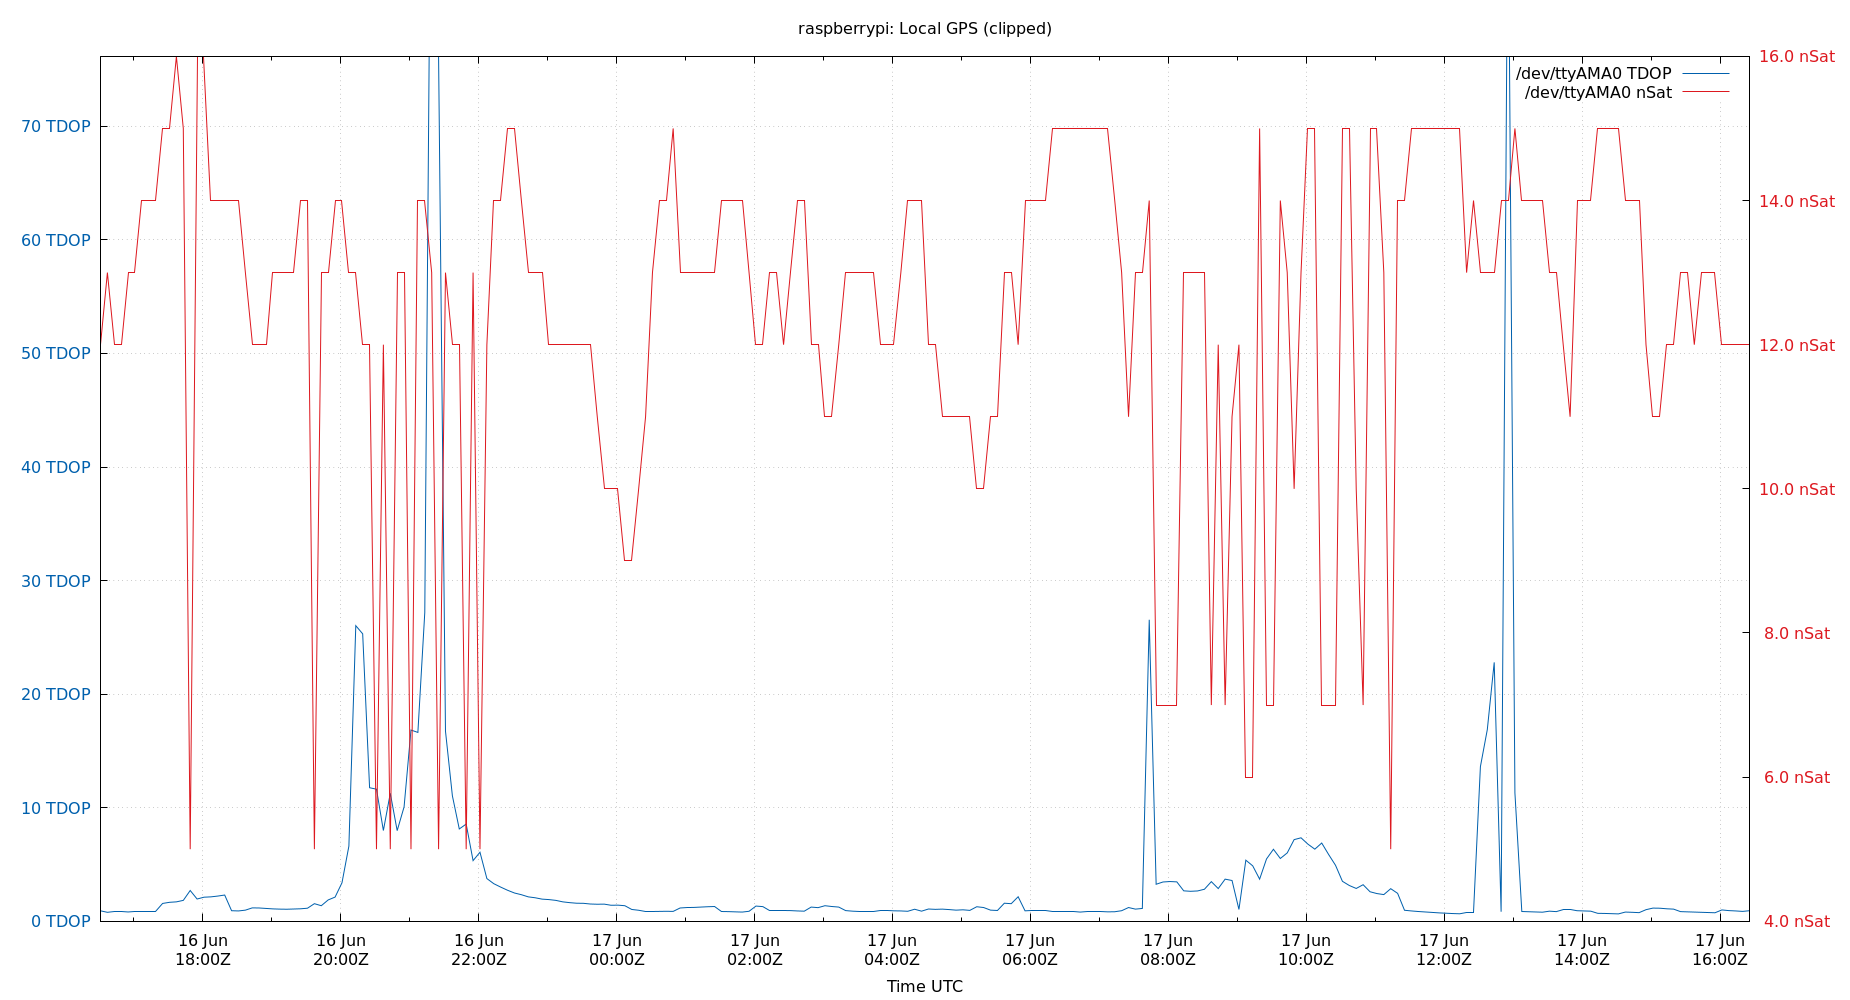 raspberrypi: Local GPS (clipped)
16.0 nSat
/dev/ttyAMA0 TDOP
/dev/ttyAMA0 nSat
70 TDOP
14.0 nSat
60 TDOP
50 TDOP
12.0 nSat
40 TDOP
10.0 nSat
30 TDOP
8.0 nSat
20 TDOP
6.0 nSat
10 TDOP
0 TDOP
4.0 nSat
16 Jun 16 Jun 16 Jun 17 Jun 17 Jun 17 Jun 17 Jun 17 Jun 17 Jun 17 Jun 17 Jun 17 Jun
18:00Z 20:00Z 22:00Z 00:00Z 02:00Z 04:00Z 06:00Z 08:00Z 10:00Z 12:00Z 14:00Z 16:00Z
Time UTC